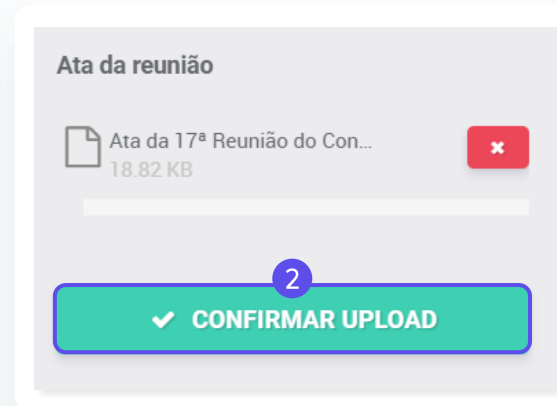 Ata da reunião
Ata da 17ª Reunião do Con...
18.82 KB
2
CONFIRMAR UPLOAD